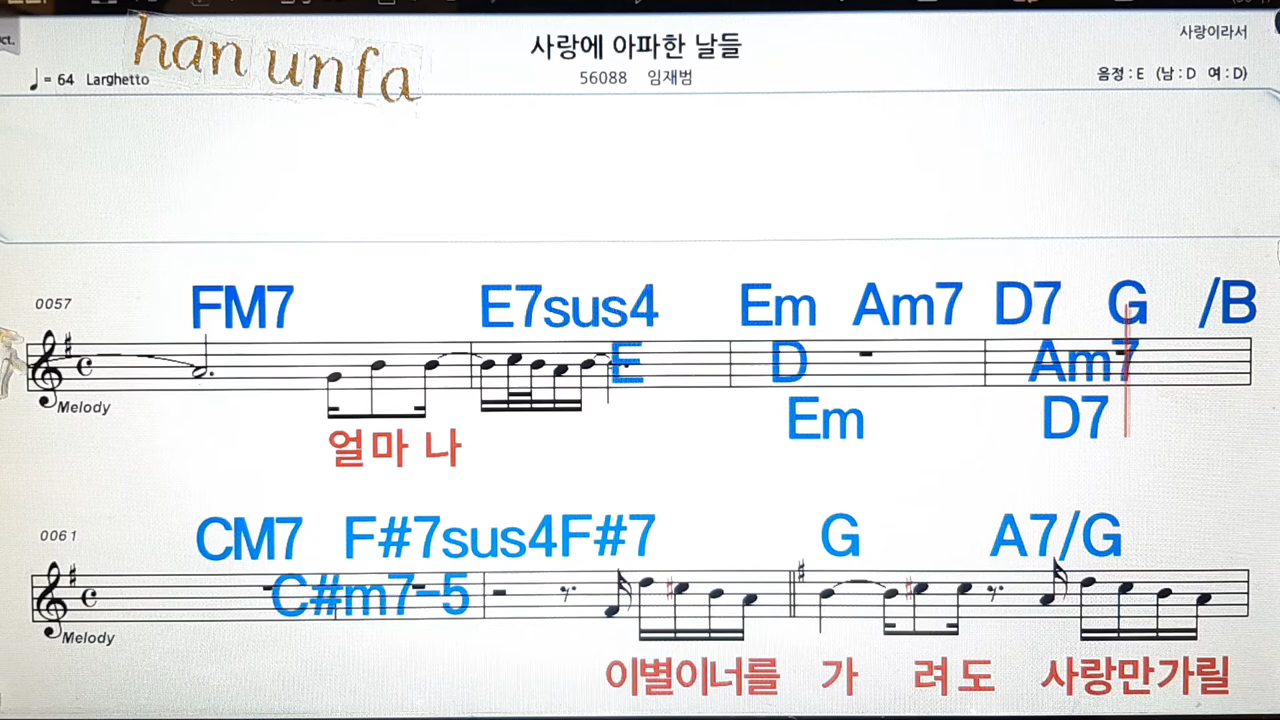 ct.
han unfa
사랑에 아파한 날들
사랑이라서
♩= 64 Larghetto
56088 임재범
음정 : E (남 : D 여 : D)
0057
FM7 E7sus4 Em Am7 D7 G /B
E D Am7
Em D7
Melody
얼마 나
0061
CM7 F#7sus4F#7 G A7/G
C#m7-5
Melody
이별이너를 가 려도 사랑만가릴